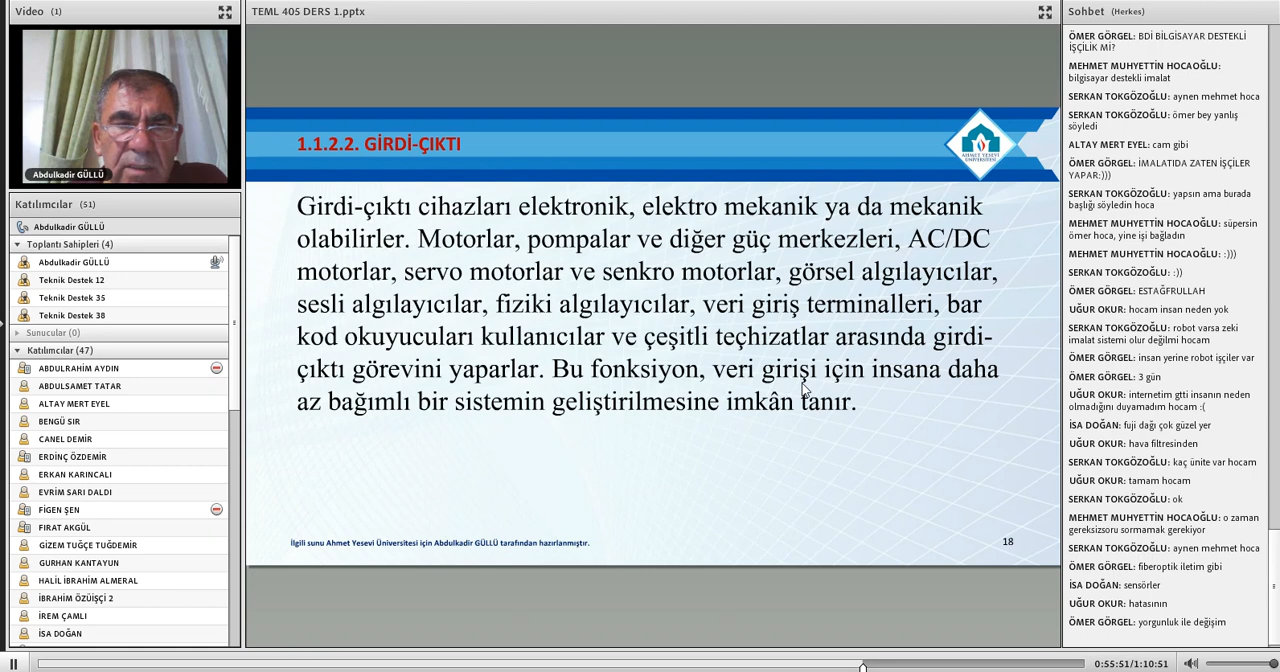 Video (1)
Abdulkadir GÜLLÜ
Katılımcılar (51)
Abdulkadir GÜLLÜ
Toplantı Sahipleri (4)
Abdulkadir GÜLLÜ
Teknik Destek 12
Teknik Destek 35
Teknik Destek 38
Sunucular (0)
Katılımcılar (47)
ABDULRAHİM AYDIN
ABDULSAMET TATAR
ALTAY MERT EYEL
BENGÜ SIR
CANEL DEMİR
ERDİNÇ ÖZDEMİR
ERKAN KARINCALI
EVRİM SARI DALDI
FİGEN ŞEN
FIRAT AKGÜL
GİZEM TUĞÇE TUĞDEMİR
GURHAN KANTAYUN
HALİL İBRAHİM ALMERAL
İBRAHİM ÖZÜİŞÇİ 2
İREM ÇAMLI
İSA DOĞAN
TEML 405 DERS 1.pptx
1.1.2.2. GİRDİ-ÇIKTI
AHMET YESEVİ
ÜNİVERSİTESİ
Girdi-çıktı cihazları elektronik, elektro mekanik ya da mekanik
olabilirler. Motorlar, pompalar ve diğer güç merkezleri, AC/DC
motorlar, servo motorlar ve senkro motorlar, görsel algılayıcılar,
sesli algılayıcılar, fiziki algılayıcılar, veri giriş terminalleri, bar
kod okuyucuları kullanıcılar ve çeşitli teçhizatlar arasında girdi-
çıktı görevini yaparlar. Bu fonksiyon, veri girişi için insana daha
az bağımlı bir sistemin geliştirilmesine imkân tanır.
İlgili sunu Ahmet Yesevi Üniversitesi için Abdulkadir GÜLLÜ tarafından hazırlanmıştır.
18
Sohbet (Herkes)
ÖMER GÖRGEL: BDİ BİLGİSAYAR DESTEKLİ
İŞÇİLİK Mİ?
MEHMET MUHYETTİN HOCAOĞLU:
bilgisayar destekli imalat
SERKAN TOKGÖZOĞLU: aynen mehmet hoca
SERKAN TOKGÖZOĞLU: ömer bey yanlış
söyledi
ALTAY MERT EYEL: cam gibi
ÖMER GÖRGEL: İMALATIDA ZATEN İŞÇİLER
YAPAR:)))
SERKAN TOKGÖZOĞLU: yapsın ama burada
başlığı söyledin hoca
MEHMET MUHYETTİN HOCAOĞLU: süpersin
ömer hoca, yine işi bağladın
MEHMET MUHYETTİN HOCAOĞLU: :)))
SERKAN TOKGÖZOĞLU: :))
ÖMER GÖRGEL: ESTAĞFRULLAH
UĞUR OKUR: hocam insan neden yok
SERKAN TOKGÖZOĞLU: robot varsa zeki
imalat sistemi olur değilmi hocam
ÖMER GÖRGEL: insan yerine robot işçiler var
ÖMER GÖRGEL: 3 gün
UĞUR OKUR: internetim gtti insanın neden
olmadığını duyamadım hocam :(
İSA DOĞAN: fuji dağı çok güzel yer
UĞUR OKUR: hava filtresinden
SERKAN TOKGÖZOĞLU: kaç ünite var hocam
UĞUR OKUR: tamam hocam
SERKAN TOKGÖZOĞLU: ok
MEHMET MUHYETTİN HOCAOĞLU: o zaman
gereksizsoru sormamak gerekiyor
SERKAN TOKGÖZOĞLU: aynen mehmet hoca
ÖMER GÖRGEL: fiberoptik iletim gibi
İSA DOĞAN: sensörler
UĞUR OKUR: hatasının
ÖMER GÖRGEL: yorgunluk ile değişim
0:55:51/1:10:51